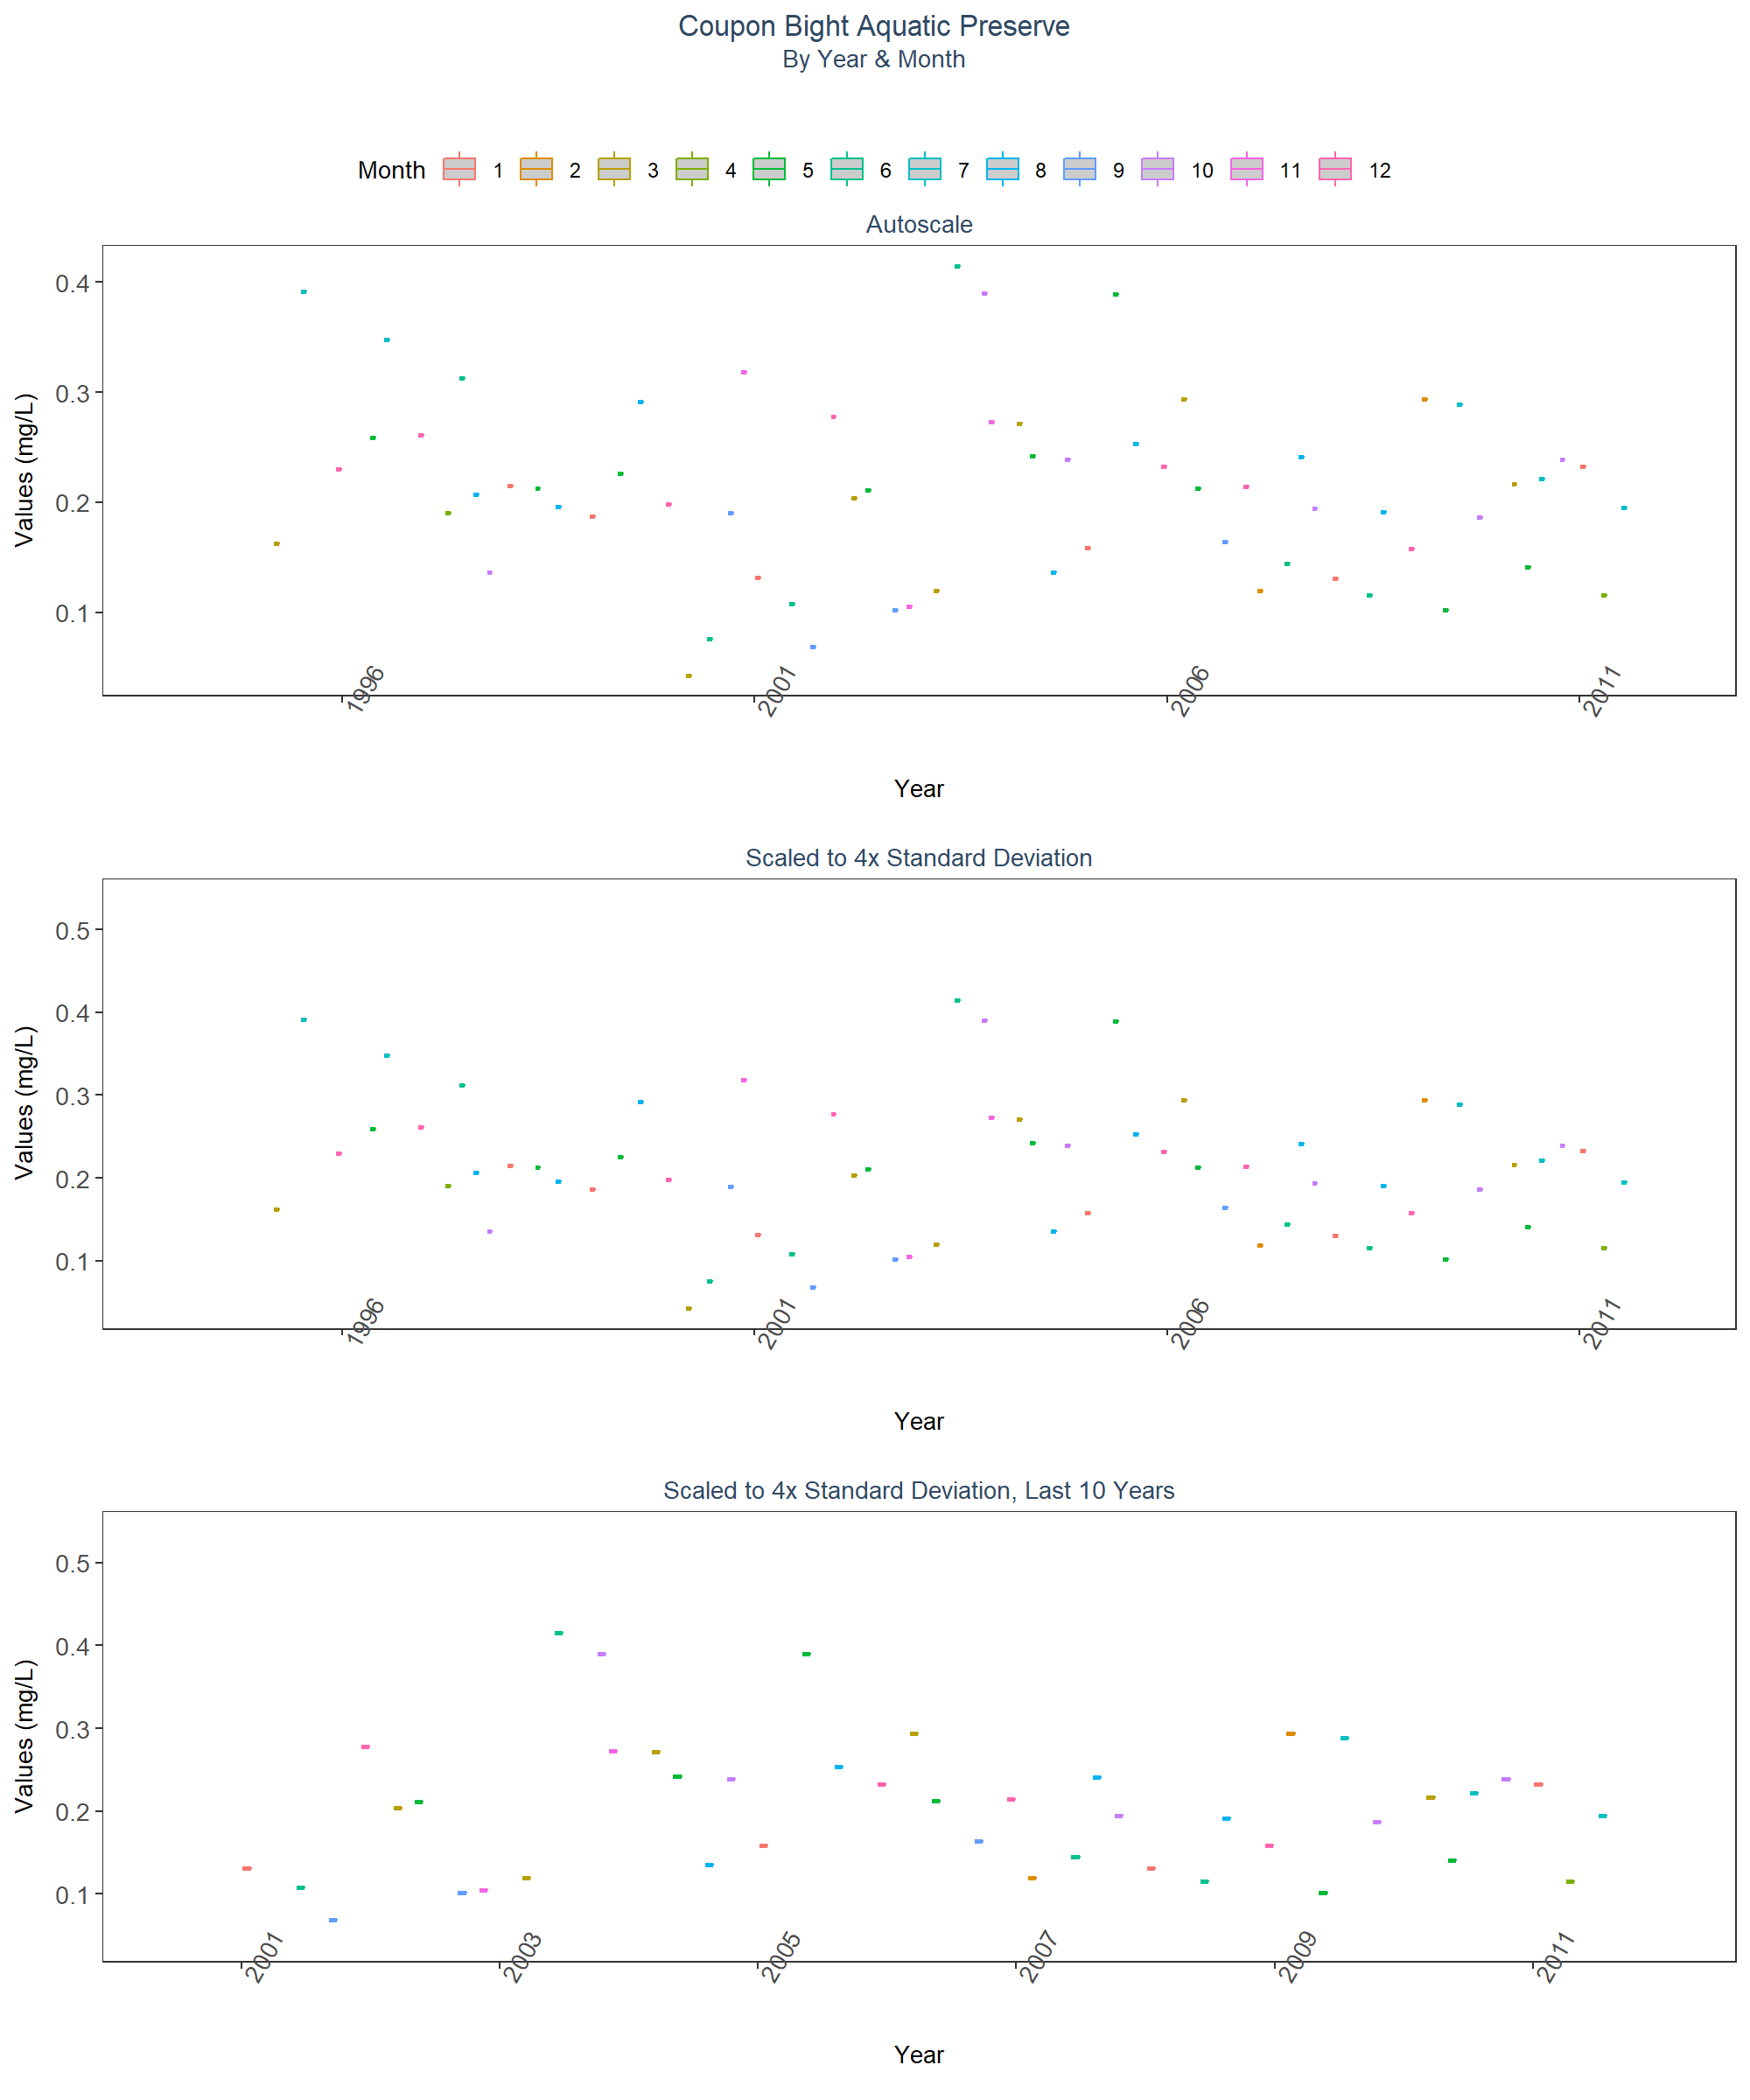 Coupon Bight Aquatic Preserve
By Year & Month
Month 1 2 3 4 5 6 7 8 9 10 11 12
Autoscale
Values (mg/L)
0.4
0.3
0.2
0.1
1996 2001 2006 2011
Year
Scaled to 4x Standard Deviation
Values (mg/L)
0.5
0.4
0.3
0.2
0.1
1996 2001 2006 2011
Year
Scaled to 4x Standard Deviation, Last 10 Years
Values (mg/L)
0.5
0.4
0.3
0.2
0.1
2001 2003 2005 2007 2009 2011
Year